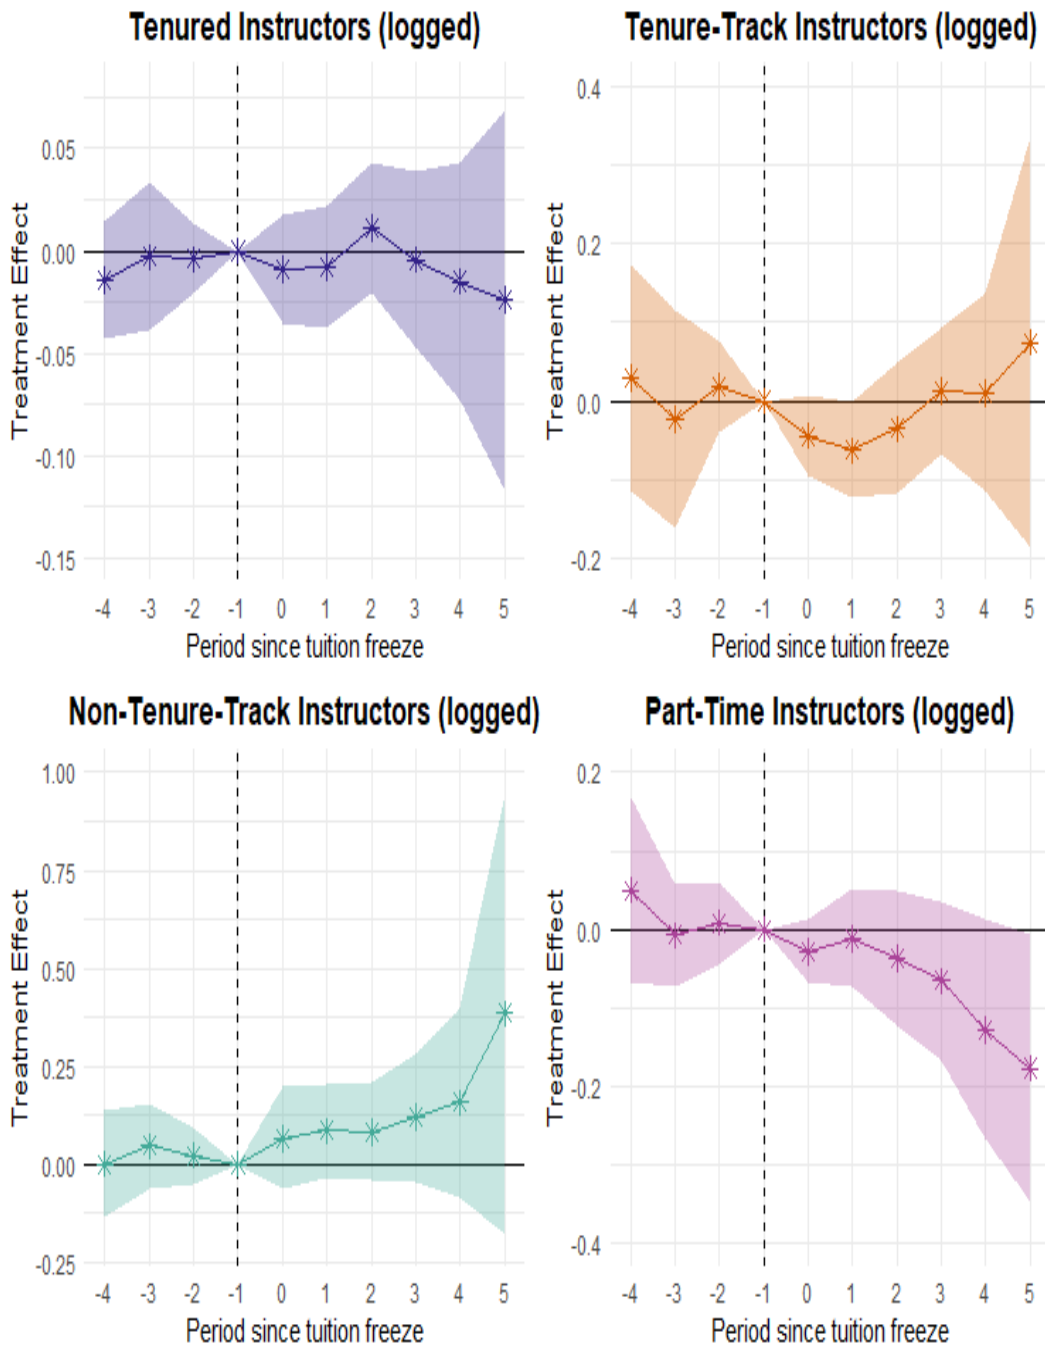 Tenured Instructors (logged)
Treatment Effect
0.05
0.00
-0.05
-0.10
-0.15
-4 -3 -2 -1 0 1 2 3 4 5
Period since tuition freeze
Tenure-Track Instructors (logged)
Treatment Effect
0.4
0.2
0.0
-0.2
-4 -3 -2 -1 0 1 2 3 4 5
Period since tuition freeze
Non-Tenure-Track Instructors (logged)
Treatment Effect
1.00
0.75
0.50
0.25
0.00
-0.25
-4 -3 -2 -1 0 1 2 3 4 5
Period since tuition freeze
Part-Time Instructors (logged)
Treatment Effect
0.2
0.0
-0.2
-0.4
-4 -3 -2 -1 0 1 2 3 4 5
Period since tuition freeze